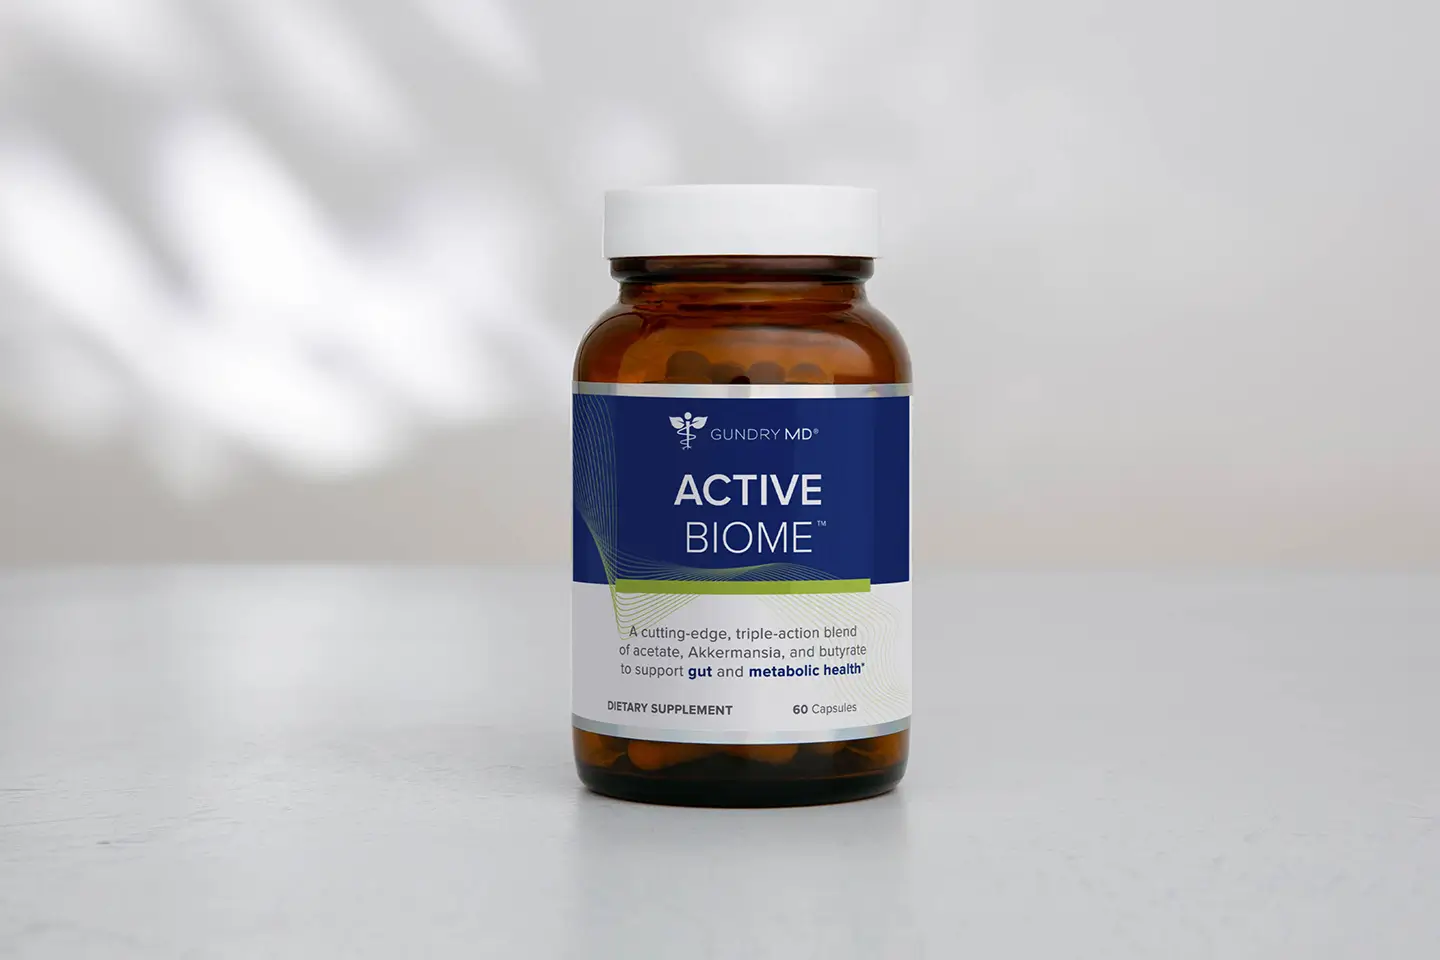 GUNDRY MD®
ACTIVE
BIOME™
A cutting-edge, triple-action blend
of acetate, Akkermansia, and butyrate
to support gut and metabolic health*
DIETARY SUPPLEMENT 60 Capsules